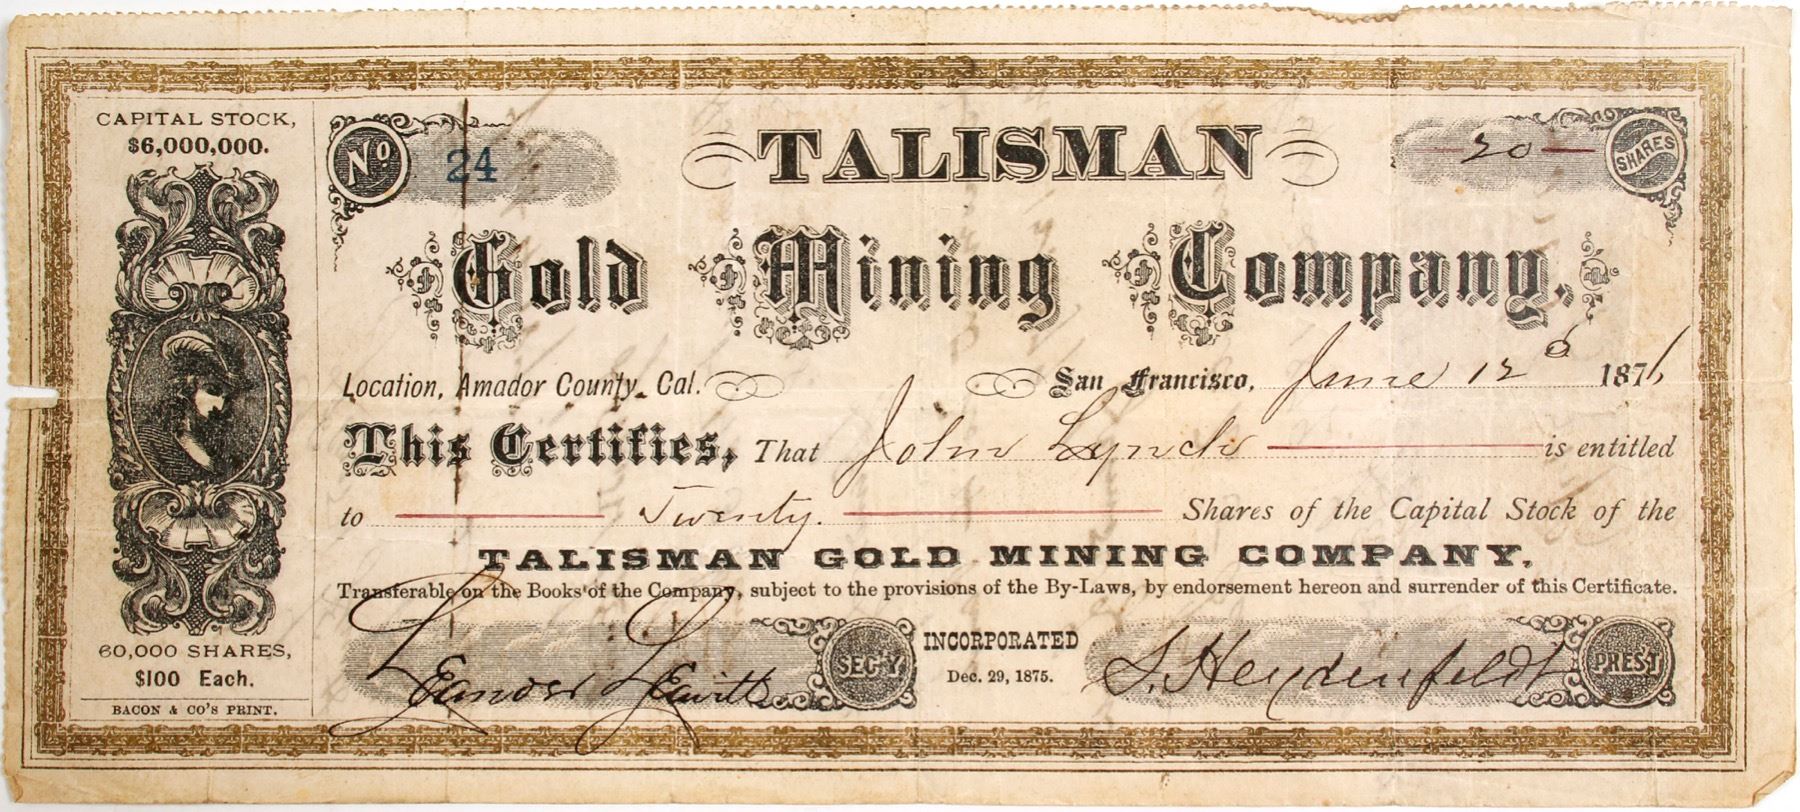 CAPITAL STOCK,
$6,000,000.
No 24
TALISMAN
20 SHARES
Gold Mining Company,
Location, Amador County, Cal.
San Francisco, June 12 1876
This Certifies, That John Lynch is entitled
to Twenty. Shares of the Capital Stock of the
TALISMAN GOLD MINING COMPANY,
Transferable on the Books of the Company, subject to the provisions of the By-Laws, by endorsement hereon and surrender of this Certificate.
60,000 SHARES,
$100 Each.
BACON & CO'S PRINT.
Leander Leavitt SEC'Y
INCORPORATED
Dec. 29, 1875.
S. Heydenfeldt PRES'T